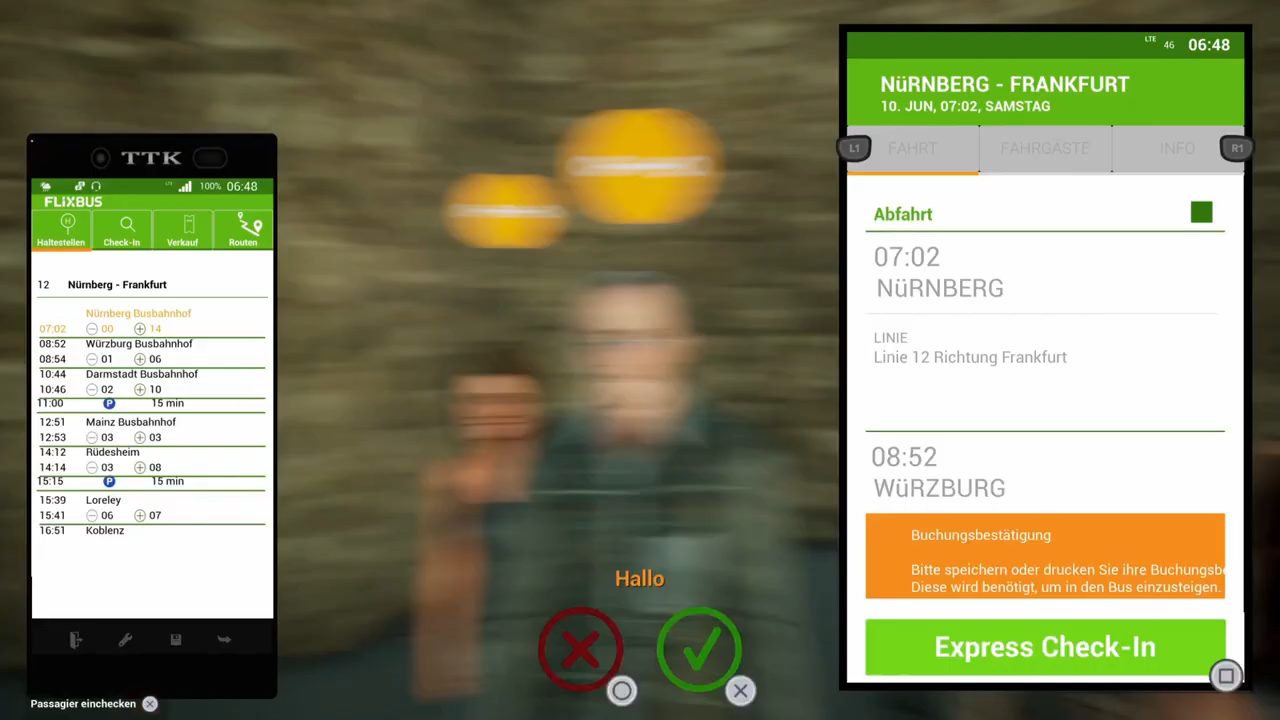 TTK
LTE 100% 06:48
FLiXBUS
Haltestellen Check-In Verkauf Routen
12 Nürnberg - Frankfurt
Nürnberg Busbahnhof
07:02 00 14
08:52 Würzburg Busbahnhof
08:54 01 06
10:44 Darmstadt Busbahnhof
10:46 02 10
11:00 P 15 min
12:51 Mainz Busbahnhof
12:53 03 03
14:12 Rüdesheim
14:14 03 08
15:15 P 15 min
15:39 Loreley
15:41 06 07
16:51 Koblenz
Passagier einchecken
Hallo
LTE 46 06:48
NüRNBERG - FRANKFURT
10. JUN, 07:02, SAMSTAG
L1 FAHRT FAHRGÄSTE INFO R1
Abfahrt
07:02
NüRNBERG
LINIE
Linie 12 Richtung Frankfurt
08:52
WüRZBURG
Buchungsbestätigung
Bitte speichern oder drucken Sie ihre Buchungsbe
Diese wird benötigt, um in den Bus einzusteigen.
Express Check-In